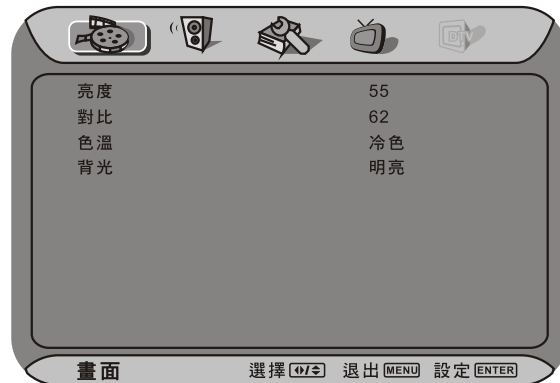 DTV
亮度 55
對比 62
色溫 冷色
背光 明亮
畫面 選擇 退出 MENU 設定 ENTER